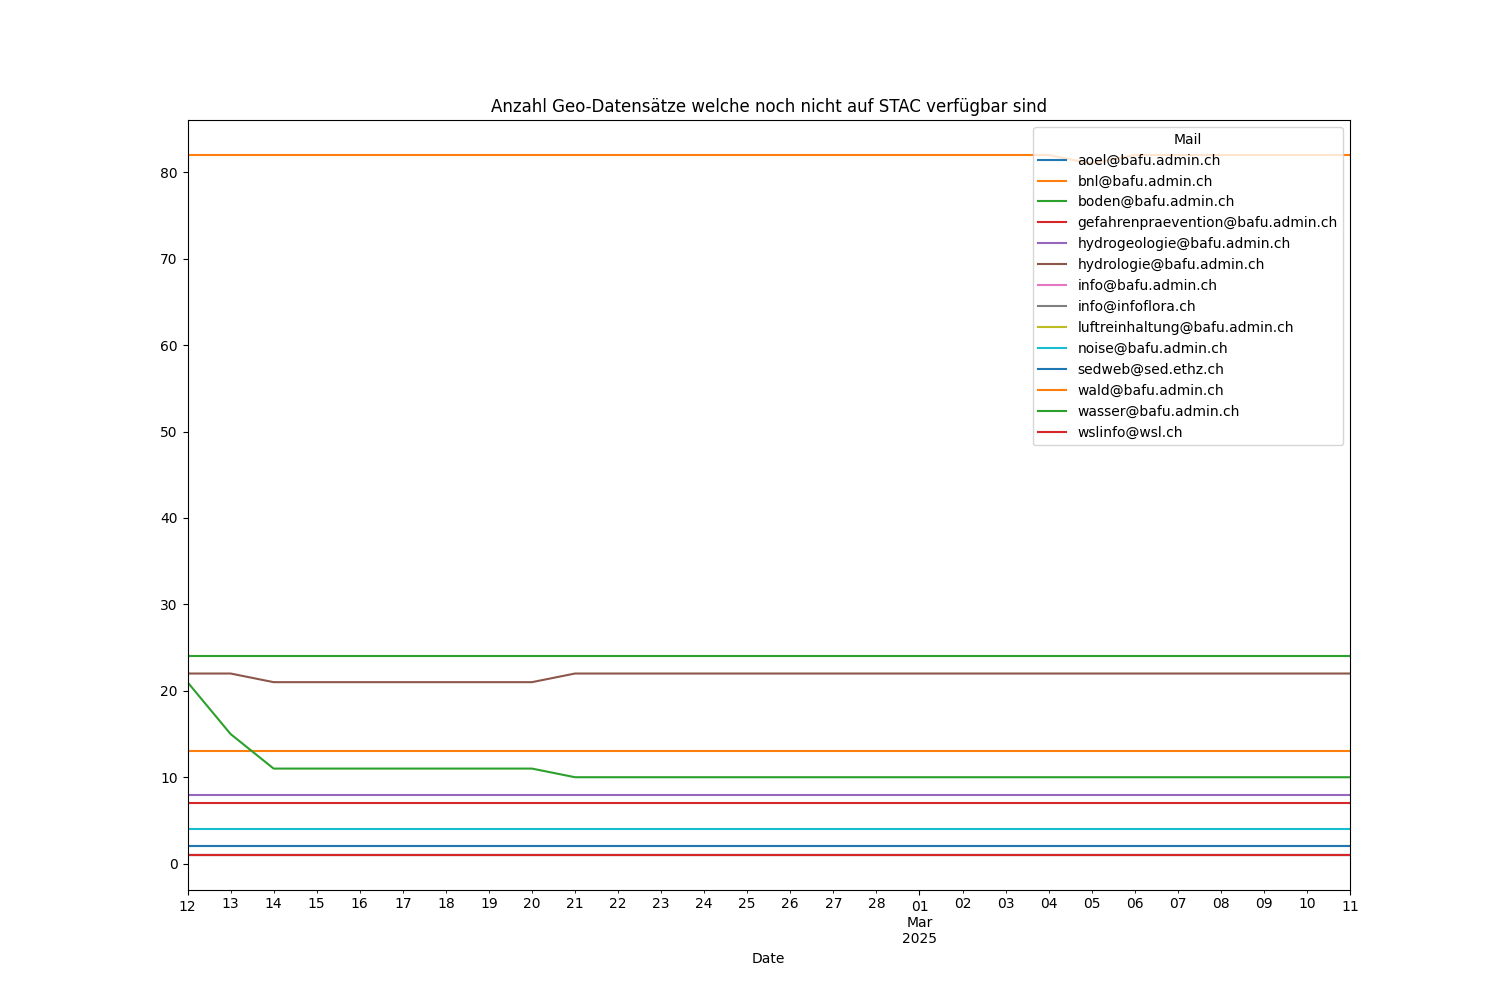 Anzahl Geo-Datensätze welche noch nicht auf STAC verfügbar sind
Mail
aoel@bafu.admin.ch
bnl@bafu.admin.ch
boden@bafu.admin.ch
gefahrenpraevention@bafu.admin.ch
hydrogeologie@bafu.admin.ch
hydrologie@bafu.admin.ch
info@bafu.admin.ch
info@infoflora.ch
luftreinhaltung@bafu.admin.ch
noise@bafu.admin.ch
sedweb@sed.ethz.ch
wald@bafu.admin.ch
wasser@bafu.admin.ch
wslinfo@wsl.ch
80
70
60
50
40
30
20
10
0
12 13 14 15 16 17 18 19 20 21 22 23 24 25 26 27 28 01 02 03 04 05 06 07 08 09 10 11
Mar
2025
Date